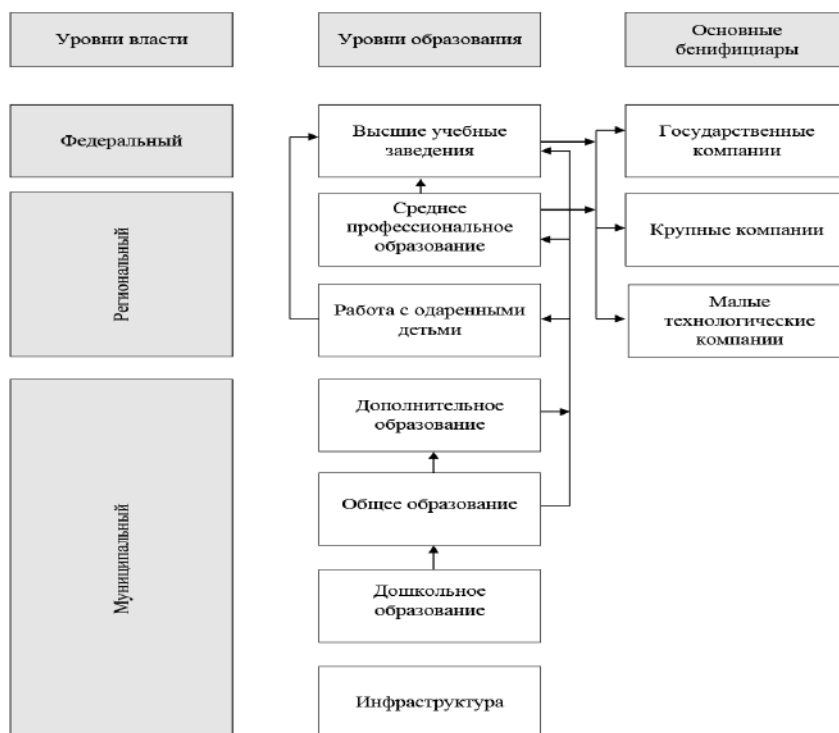 Уровни власти
Уровни образования
Основные
бенифициары
Федеральный
Высшие учебные
заведения
Государственные
компании
Региональный
Среднее
профессиональное
образование
Крупные компании
Работа с одаренными
детьми
Малые
технологические
компании
Муниципальный
Дополнительное
образование
Общее образование
Дошкольное
образование
Инфраструктура